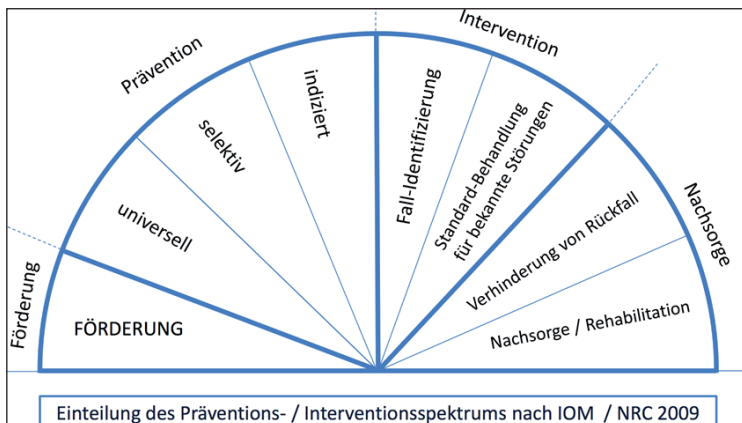 Förderung
Prävention
Intervention
Nachsorge
FÖRDERUNG
universell
selektiv
indiziert
Fall-Identifizierung
Standard-Behandlung
für bekannte Störungen
Verhinderung von Rückfall
Nachsorge / Rehabilitation
Einteilung des Präventions- / Interventionsspektrums nach IOM / NRC 2009